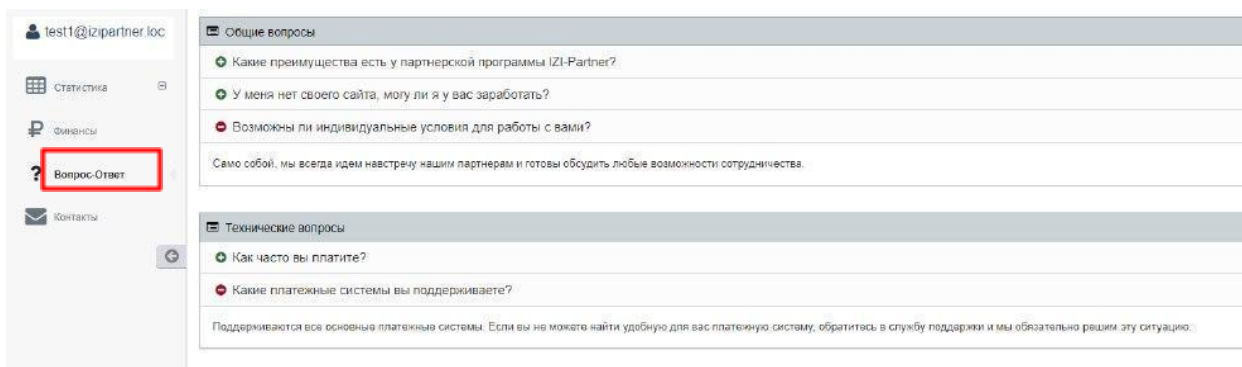 test1@izipartner.loc
Статистика
Финансы
Вопрос-Ответ
Контакты
Общие вопросы
Какие преимущества есть у партнерской программы IZI-Partner?
У меня нет своего сайта, могу ли я у вас заработать?
Возможны ли индивидуальные условия для работы с вами?
Само собой, мы всегда идем навстречу нашим партнерам и готовы обсудить любые возможности сотрудничества.
Технические вопросы
Как часто вы платите?
Какие платежные системы вы поддерживаете?
Поддерживаются все основные платежные системы. Если вы не можете найти удобную для вас платежную систему, обратитесь в службу поддержки и мы обязательно решим эту ситуацию.